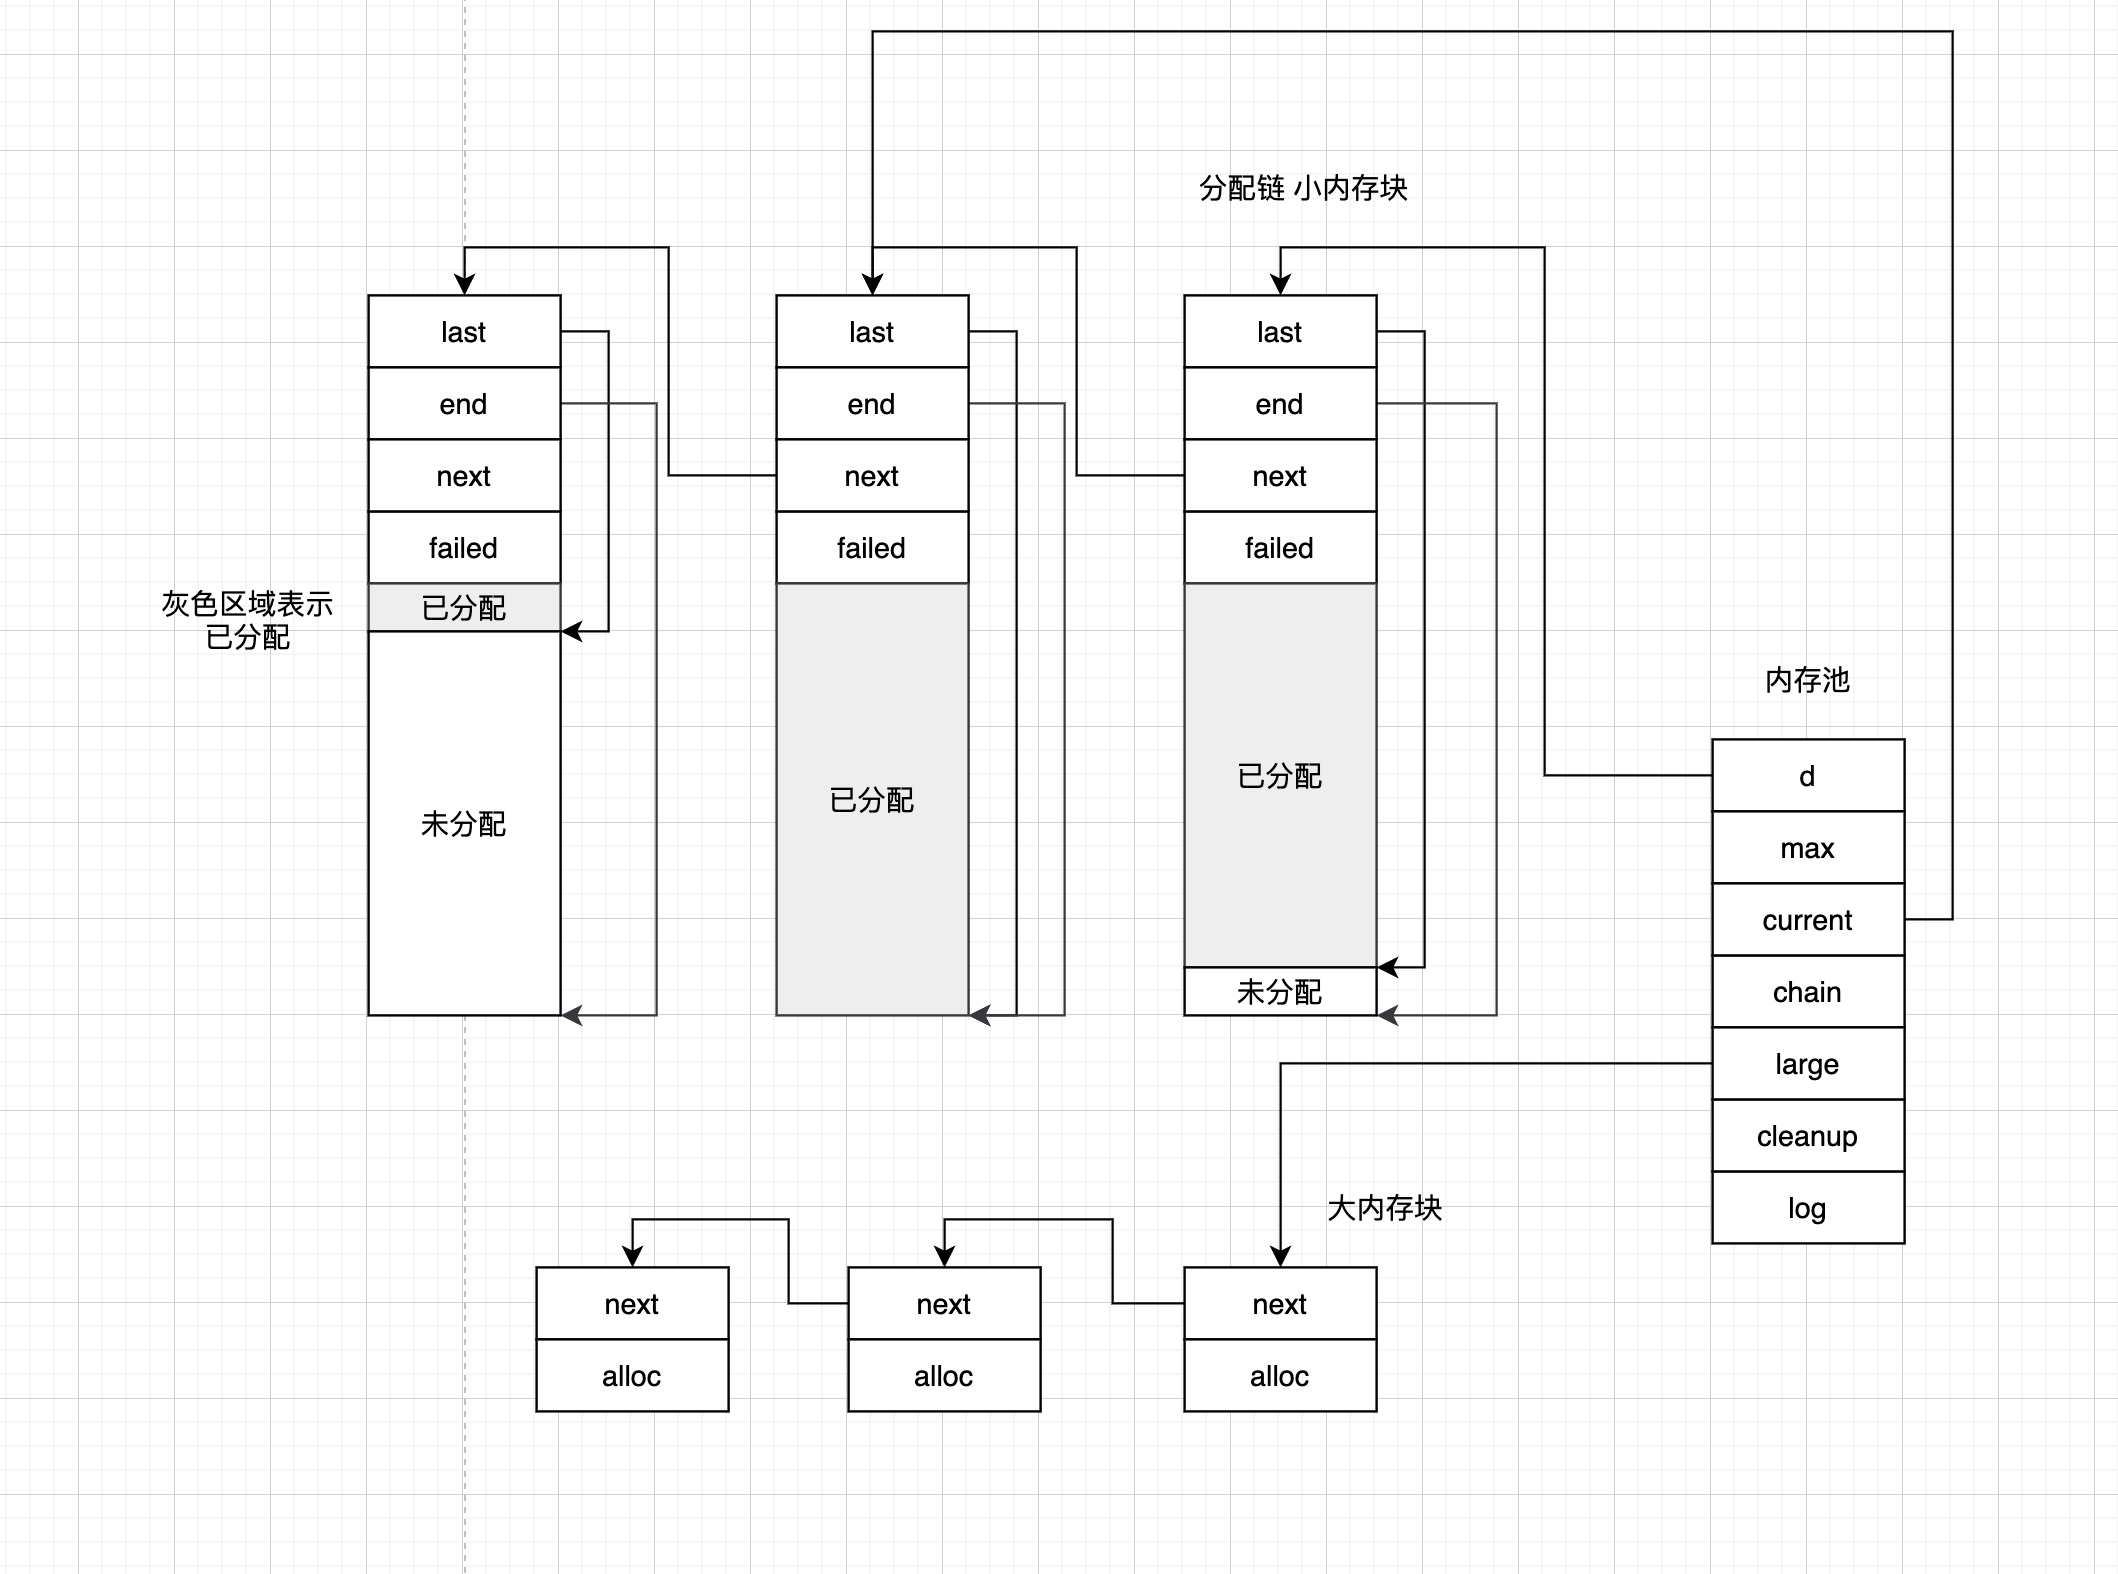 分配链 小内存块
last
end
next
failed
已分配
未分配
灰色区域表示
已分配
last
end
next
failed
已分配
last
end
next
failed
已分配
未分配
内存池
d
max
current
chain
large
cleanup
log
大内存块
next
alloc
next
alloc
next
alloc